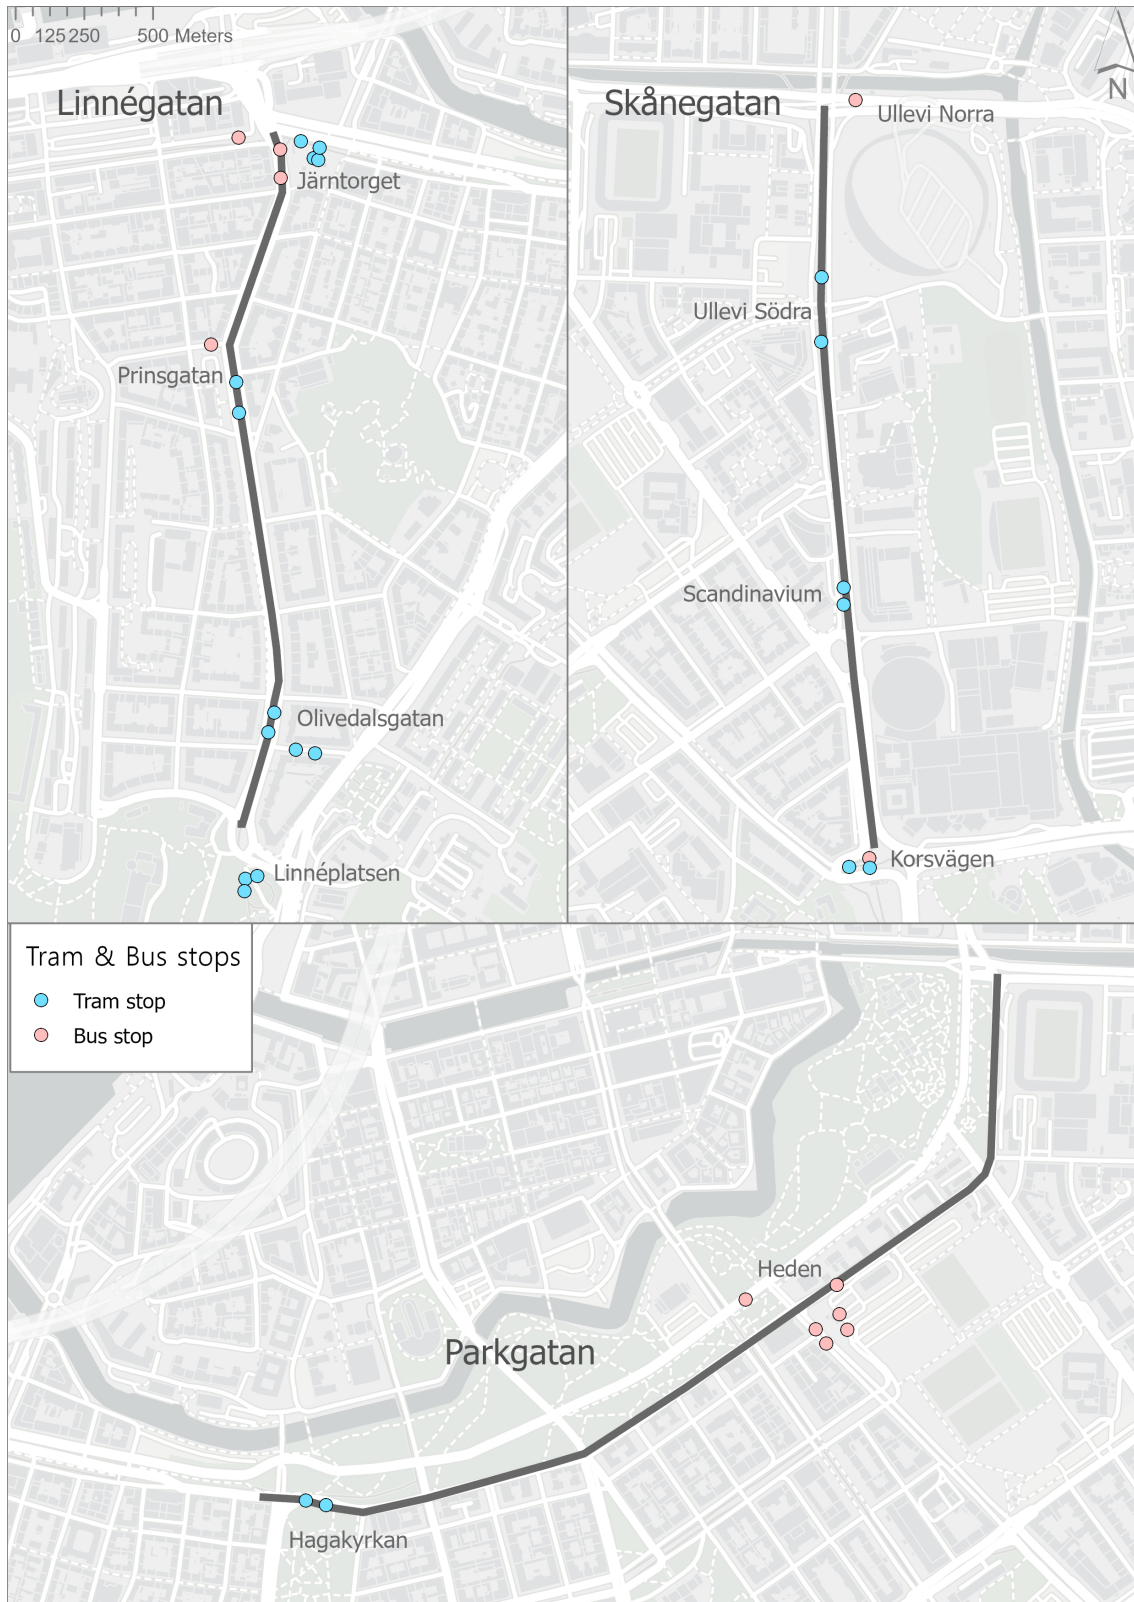 0 125 250 500 Meters
Linnégatan
Järntorget
Prinsgatan
Olivedalsgatan
Linnéplatsen
Skånegatan
N
Ullevi Norra
Ullevi Södra
Scandinavium
Korsvägen
Tram & Bus stops
Tram stop
Bus stop
Heden
Parkgatan
Hagakyrkan